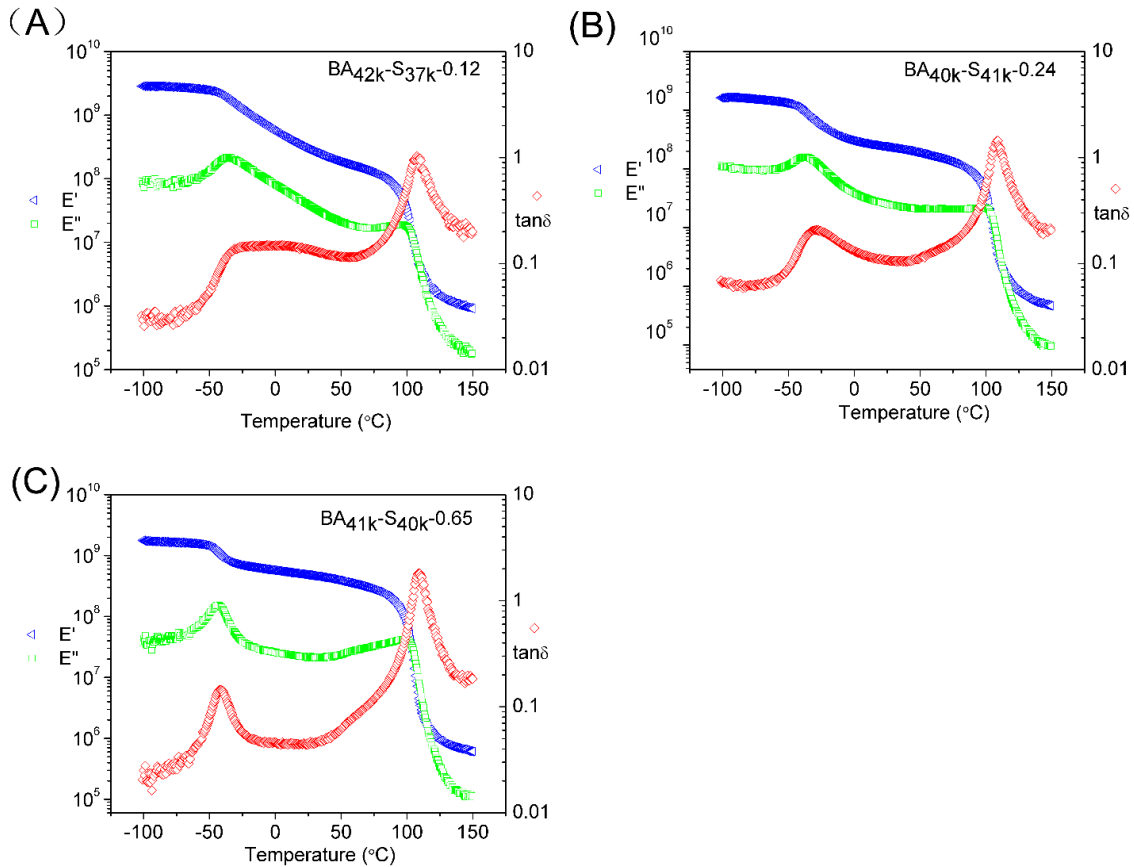 (A)
BA42k-S37k-0.12
10^10
10^9
10^8
10^7
10^6
10^5
E'
E"
10
1
0.1
0.01
tanδ
-100 -50 0 50 100 150
Temperature (°C)
(B)
BA40k-S41k-0.24
10^10
10^9
10^8
10^7
10^6
10^5
E'
E"
10
1
0.1
0.01
tanδ
-100 -50 0 50 100 150
Temperature (°C)
(C)
BA41k-S40k-0.65
10^10
10^9
10^8
10^7
10^6
10^5
E'
E"
10
1
0.1
0.01
tanδ
-100 -50 0 50 100 150
Temperature (°C)